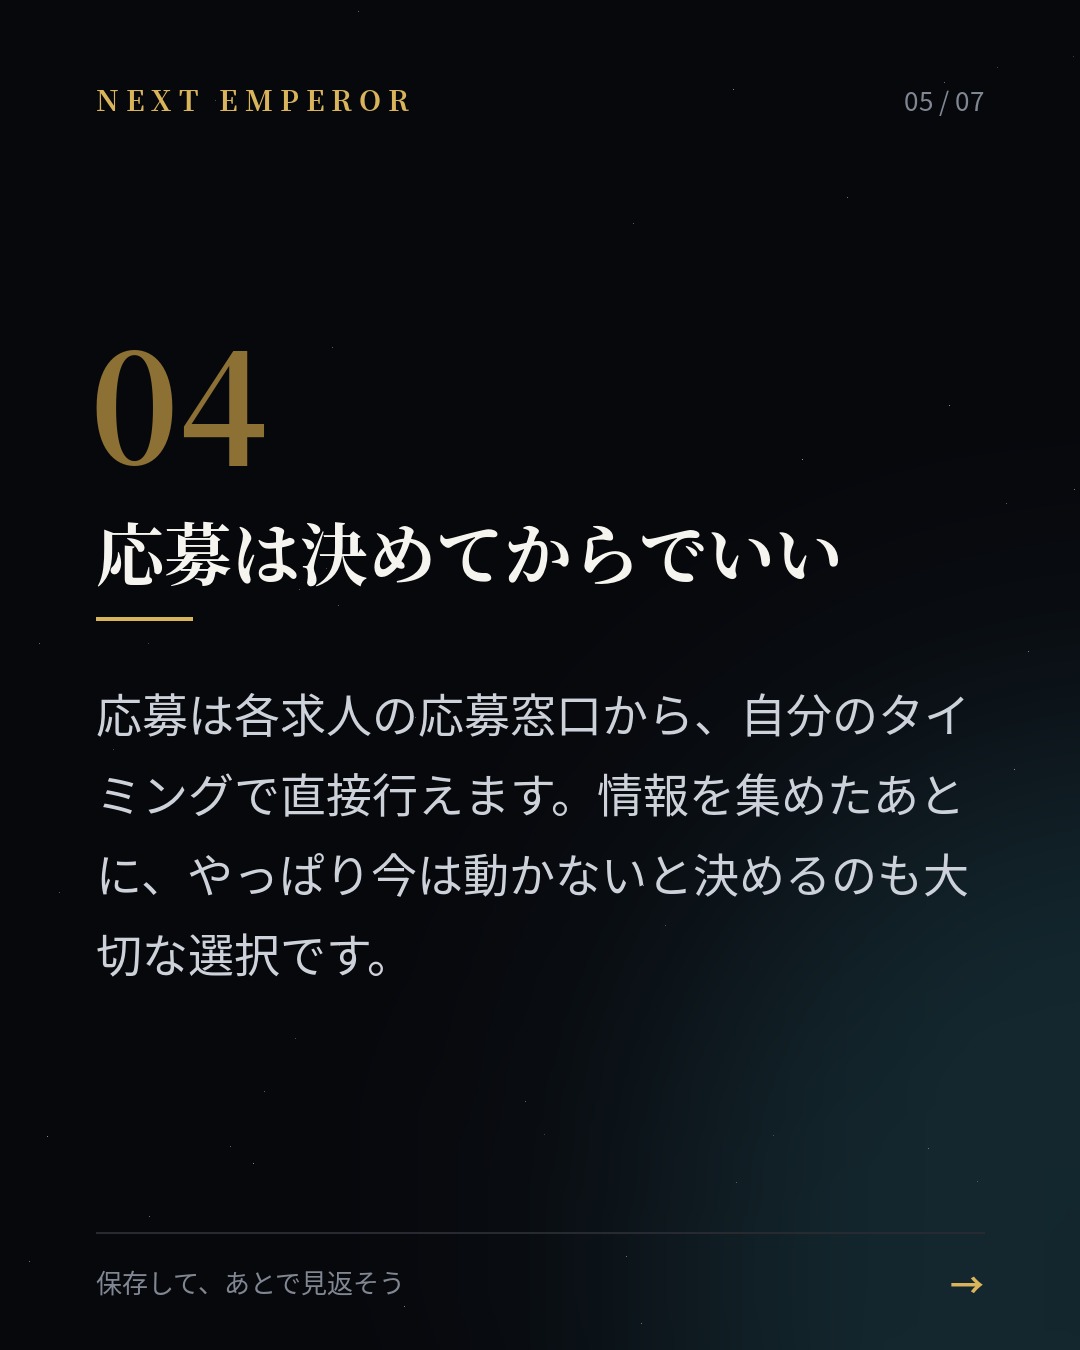 NEXT EMPEROR
05 / 07
04
応募は決めてからでいい
応募は各求人の応募窓口から、自分のタイ
ミングで直接行えます。情報を集めたあと
に、やっぱり今は動かないと決めるのも大
切な選択です。
保存して、あとで見返そう
→